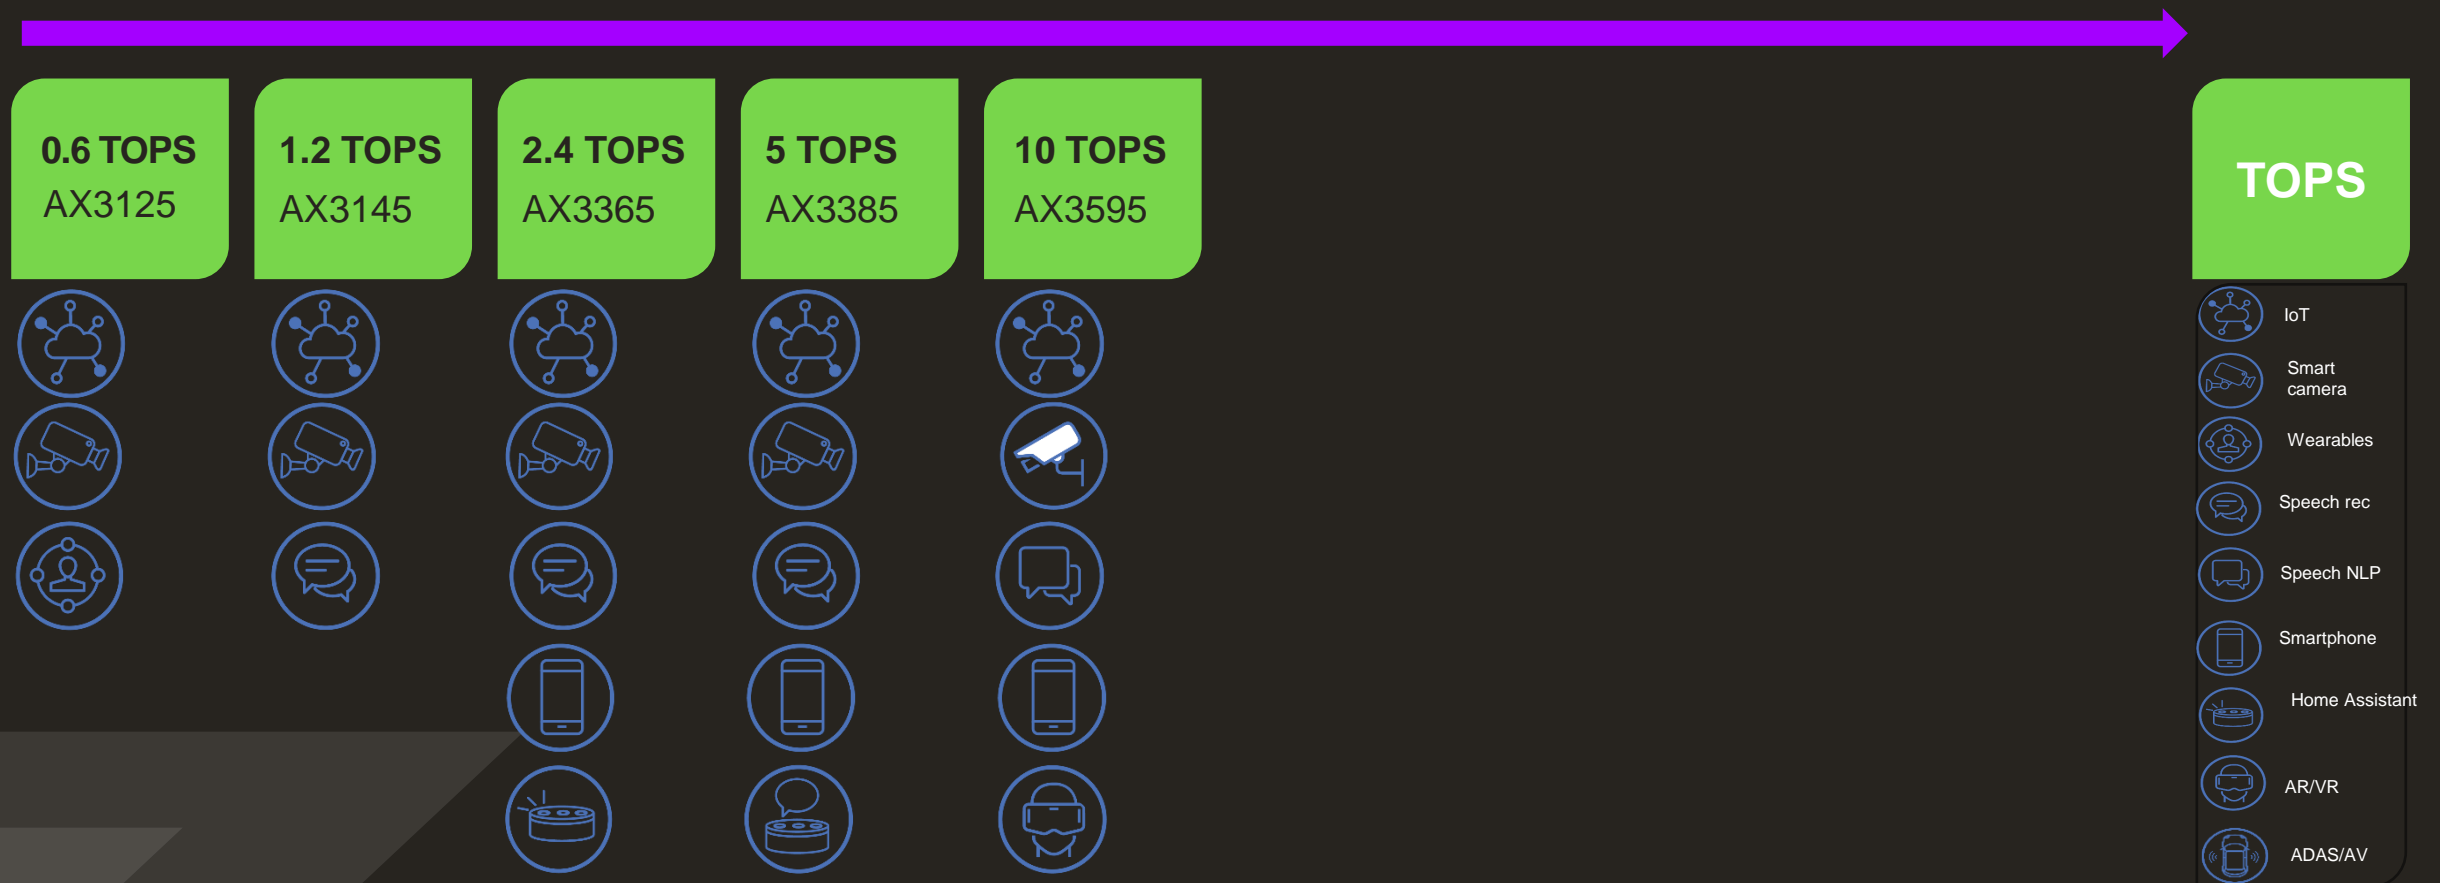 0.6 TOPS
AX3125
1.2 TOPS
AX3145
2.4 TOPS
AX3365
5 TOPS
AX3385
10 TOPS
AX3595
TOPS
IoT
Smart
camera
Wearables
Speech rec
Speech NLP
Smartphone
Home Assistant
AR/VR
ADAS/AV